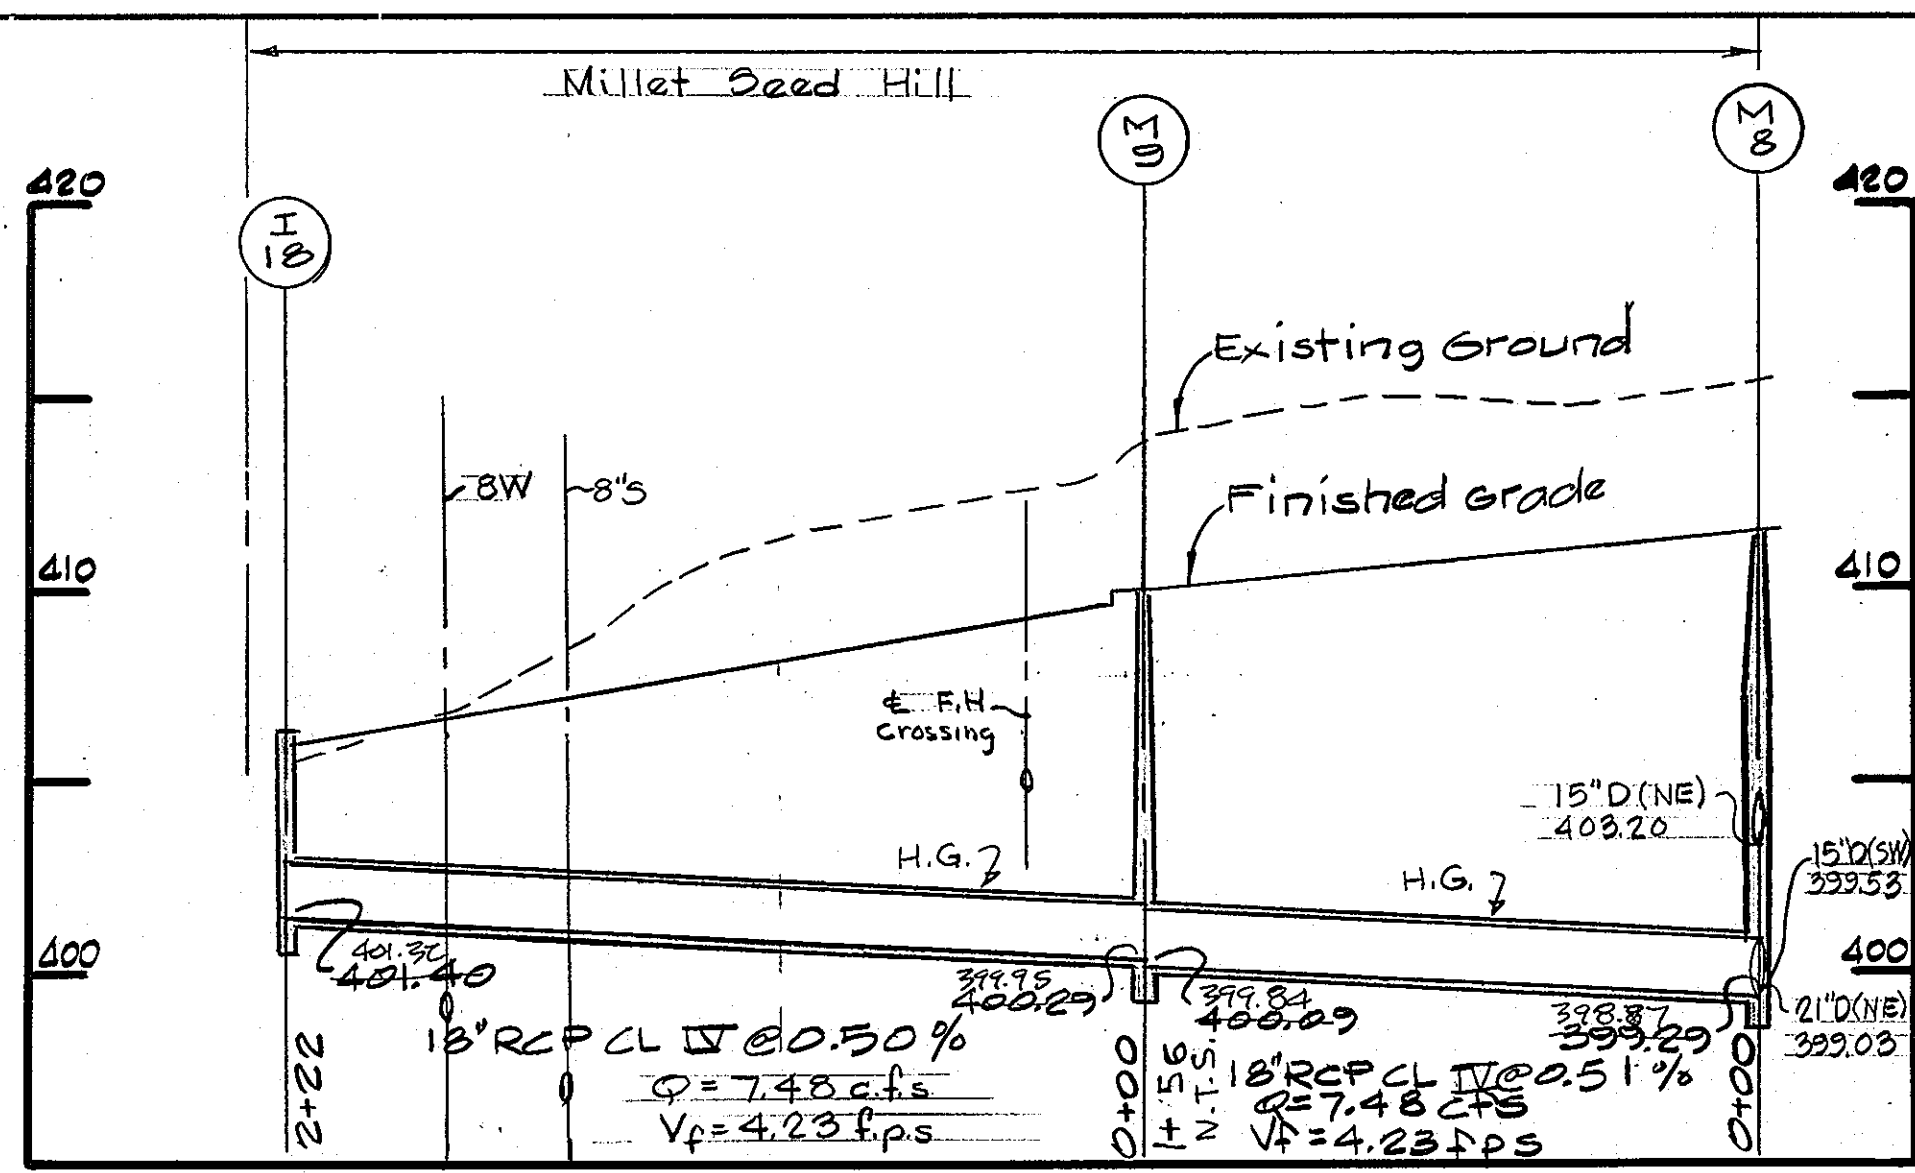 Millet Seed Hill
M
9
M
8
I
18
420
420
Existing Ground
8W
8"S
Finished Grade
410
410
℄ F.H
Crossing
15"D(NE)
403.20
H.G.
H.G.
15"D(SW)
399.53
400
400
401.32
401.40
399.95
400.29
399.84
400.09
398.87
399.29
21"D(NE)
399.03
18"RCP CL IV @0.50%
Q=7.48 c.f.s
Vf=4.23 f.p.s
18"RCP CL IV@0.51%
Q=7.48 cfs
Vf=4.23 fps
2+22
0+00
1+56
N.T.S.
0+00